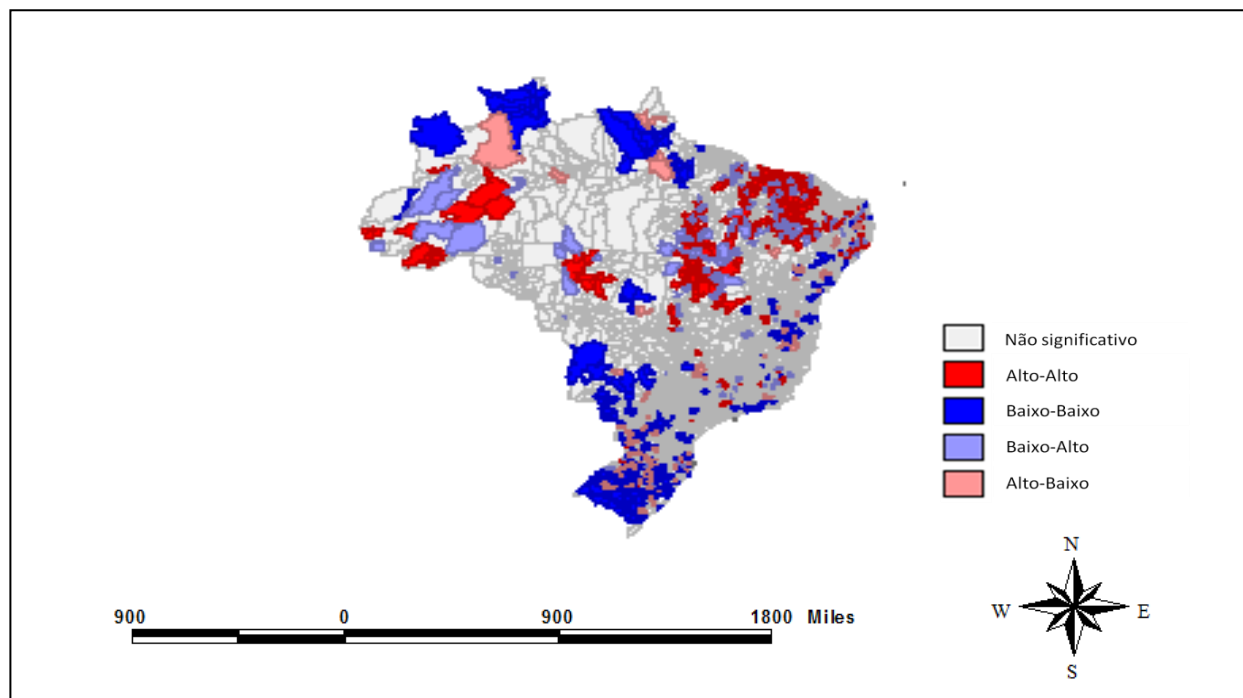 Não significativo
Alto-Alto
Baixo-Baixo
Baixo-Alto
Alto-Baixo
N
W E
S
900 0 900 1800 Miles